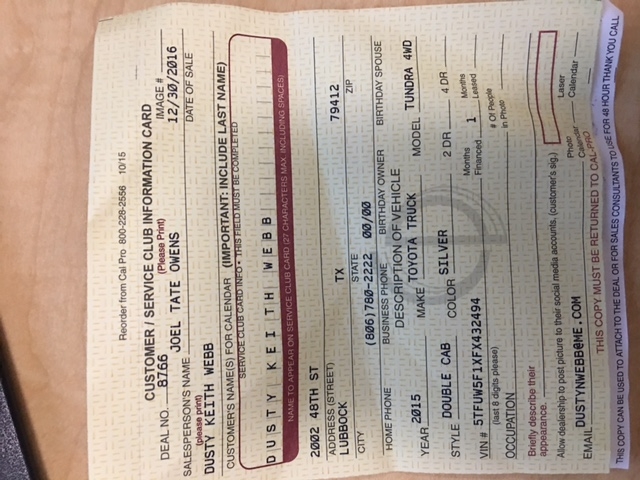 Reorder from Cal Pro 800-228-2556 10/15
CUSTOMER / SERVICE CLUB INFORMATION CARD
DEAL NO. 8766 (Please Print) IMAGE #
JOEL TATE OWENS 12/30/2016
SALESPERSON'S NAME DATE OF SALE
(please print)
DUSTY KEITH WEBB
CUSTOMER'S NAME(S) FOR CALENDAR (IMPORTANT: INCLUDE LAST NAME)
SERVICE CLUB CARD INFO • THIS FIELD MUST BE COMPLETED
DUSTY KEITH WEBB
NAME TO APPEAR ON SERVICE CLUB CARD (27 CHARACTERS MAX. INCLUDING SPACES)
2002 48TH ST
ADDRESS (STREET)
LUBBOCK TX 79412
CITY STATE ZIP
(806)780-2222 00/00
HOME PHONE BUSINESS PHONE BIRTHDAY OWNER BIRTHDAY SPOUSE
DESCRIPTION OF VEHICLE
YEAR 2015 MAKE TOYOTA TRUCK MODEL TUNDRA 4WD
STYLE DOUBLE CAB COLOR SILVER 2 DR 4 DR
VIN # 5TFUW5F1XFX432494 Months Financed 1 Months Leased
(last 8 digits please)
OCCUPATION # Of People in Photo
Briefly describe their appearance.
Allow dealership to post picture to their social media accounts. (customer's sig.)
EMAIL DUSTYNWEBB@ME.COM Photo Calendar Laser Calendar
THIS COPY MUST BE RETURNED TO CAL-PRO
THIS COPY CAN BE USED TO ATTACH TO THE DEAL OR FOR SALES CONSULTANTS TO USE FOR 48 HOUR THANK YOU CALL